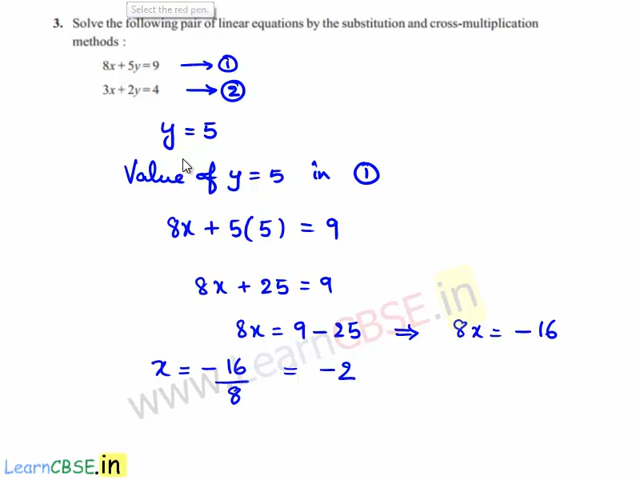 Select the red pen.
3. Solve the following pair of linear equations by the substitution and cross-multiplication
methods :
8x + 5y = 9 ⟶ ①
3x + 2y = 4 ⟶ ②
y = 5
Value of y = 5 in ①
8x + 5(5) = 9
8x + 25 = 9
8x = 9 − 25 ⇒ 8x = −16
x = −16/8 = −2
www.LearnCBSE.in
LearnCBSE.in